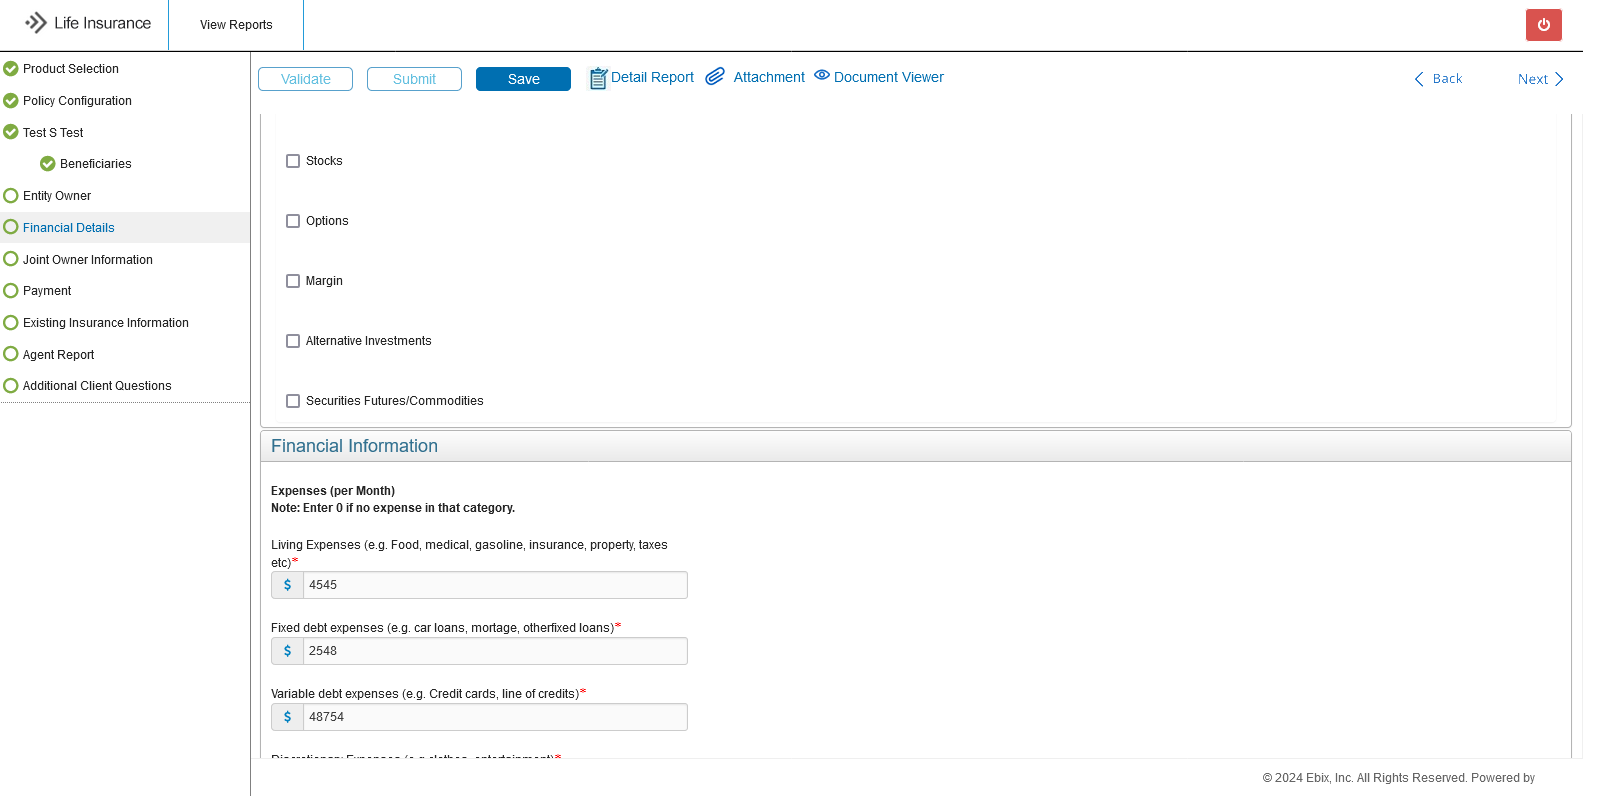 Life Insurance
View Reports
Product Selection
Policy Configuration
Test S Test
Beneficiaries
Entity Owner
Financial Details
Joint Owner Information
Payment
Existing Insurance Information
Agent Report
Additional Client Questions
Validate
Submit
Save
Detail Report
Attachment
Document Viewer
Back
Next
Stocks
Options
Margin
Alternative Investments
Securities Futures/Commodities
Financial Information
Expenses (per Month)
Note: Enter 0 if no expense in that category.
Living Expenses (e.g. Food, medical, gasoline, insurance, property, taxes
etc)*
$ 4545
Fixed debt expenses (e.g. car loans, mortage, otherfixed loans)*
$ 2548
Variable debt expenses (e.g. Credit cards, line of credits)*
$ 48754
Discretionary Expenses (e.g clothes, entertainment)*
© 2024 Ebix, Inc. All Rights Reserved. Powered by